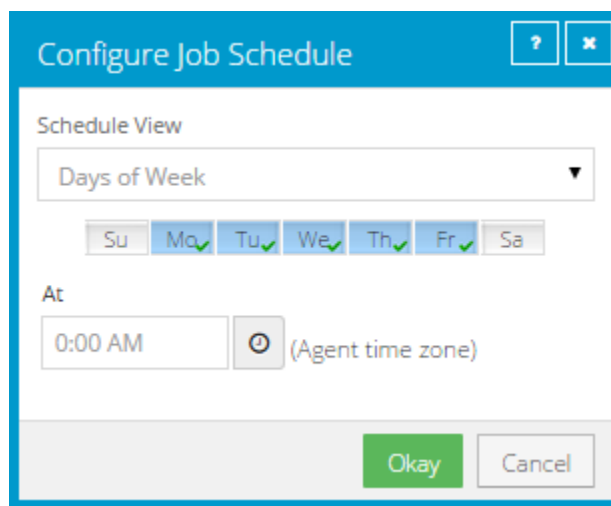 Configure Job Schedule
?
Schedule View
Days of Week
Su Mo Tu We Th Fr Sa
At
0:00 AM
(Agent time zone)
Okay Cancel